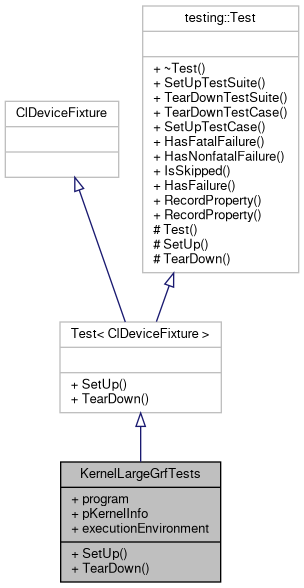 testing::Test
+ ~Test()
+ SetUpTestSuite()
+ TearDownTestSuite()
+ TearDownTestCase()
+ SetUpTestCase()
+ HasFatalFailure()
+ HasNonfatalFailure()
+ IsSkipped()
+ HasFailure()
+ RecordProperty()
+ RecordProperty()
# Test()
# SetUp()
# TearDown()
ClDeviceFixture
Test< ClDeviceFixture >
+ SetUp()
+ TearDown()
KernelLargeGrfTests
+ program
+ pKernelInfo
+ executionEnvironment
+ SetUp()
+ TearDown()